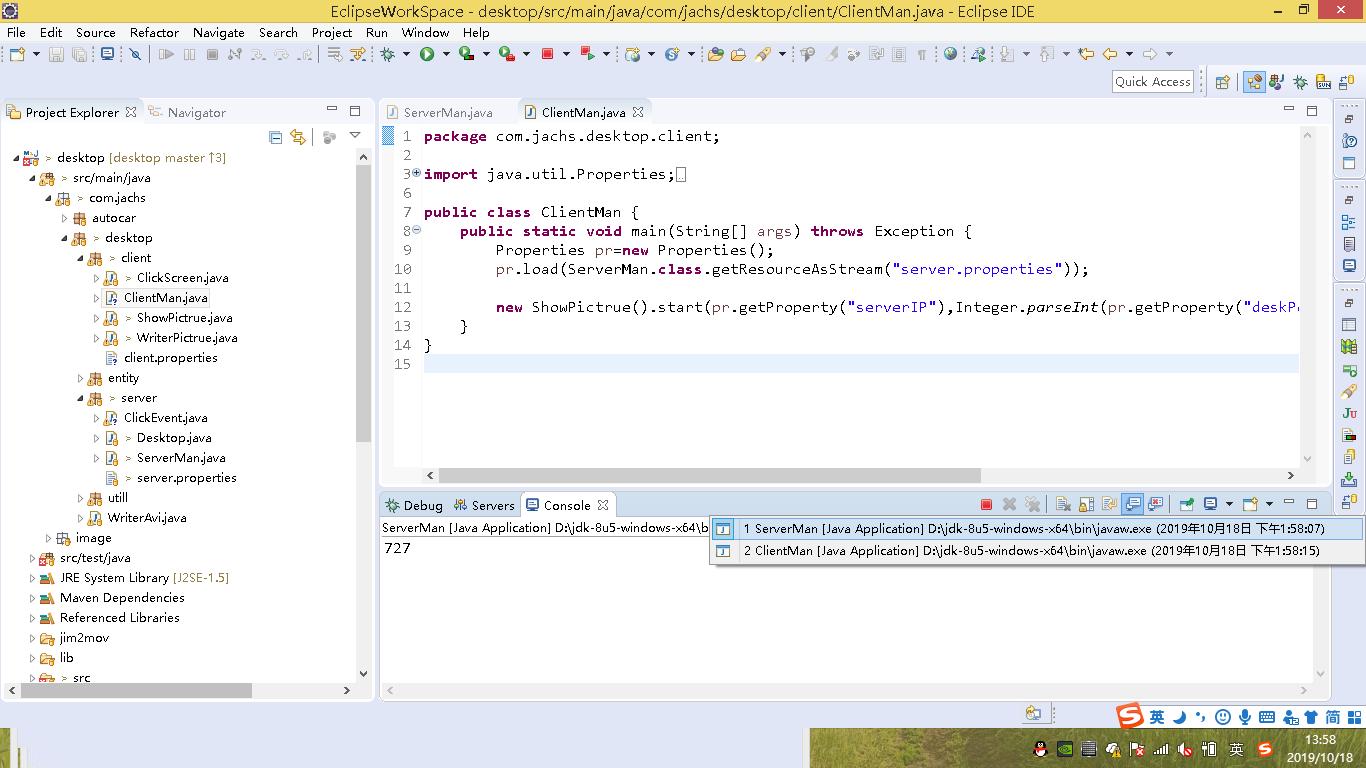 EclipseWorkSpace - desktop/src/main/java/com/jachs/desktop/client/ClientMan.java - Eclipse IDE
File Edit Source Refactor Navigate Search Project Run Window Help
Quick Access
Project Explorer Navigator
> desktop [desktop master ↑3]
> src/main/java
> com.jachs
autocar
> desktop
> client
> ClickScreen.java
ClientMan.java
> ShowPictrue.java
> WriterPictrue.java
client.properties
entity
> server
ClickEvent.java
> Desktop.java
> ServerMan.java
> server.properties
utill
WriterAvi.java
image
src/test/java
JRE System Library [J2SE-1.5]
Maven Dependencies
Referenced Libraries
jim2mov
lib
> src
ServerMan.java ClientMan.java
1 package com.jachs.desktop.client;
2
3 import java.util.Properties;
6
7 public class ClientMan {
8 public static void main(String[] args) throws Exception {
9 Properties pr=new Properties();
10 pr.load(ServerMan.class.getResourceAsStream("server.properties"));
11
12 new ShowPictrue().start(pr.getProperty("serverIP"),Integer.parseInt(pr.getProperty("deskP
13 }
14 }
15
Debug Servers Console
ServerMan [Java Application] D:\jdk-8u5-windows-x64\b
1 ServerMan [Java Application] D:\jdk-8u5-windows-x64\bin\javaw.exe (2019年10月18日 下午1:58:07)
2 ClientMan [Java Application] D:\jdk-8u5-windows-x64\bin\javaw.exe (2019年10月18日 下午1:58:15)
727
英 简
英
13:58
2019/10/18